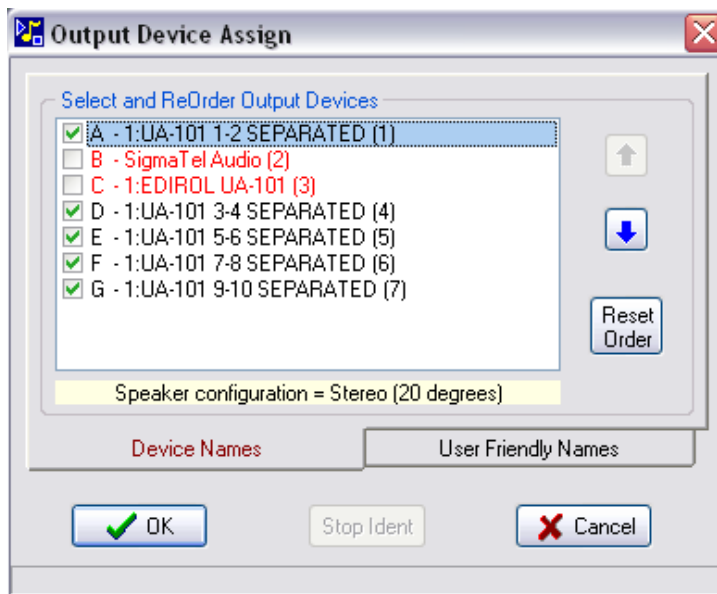 Output Device Assign
Select and ReOrder Output Devices
A - 1:UA-101 1-2 SEPARATED (1)
B - SigmaTel Audio (2)
C - 1:EDIROL UA-101 (3)
D - 1:UA-101 3-4 SEPARATED (4)
E - 1:UA-101 5-6 SEPARATED (5)
F - 1:UA-101 7-8 SEPARATED (6)
G - 1:UA-101 9-10 SEPARATED (7)
Reset
Order
Speaker configuration = Stereo (20 degrees)
Device Names
User Friendly Names
OK
Stop Ident
Cancel